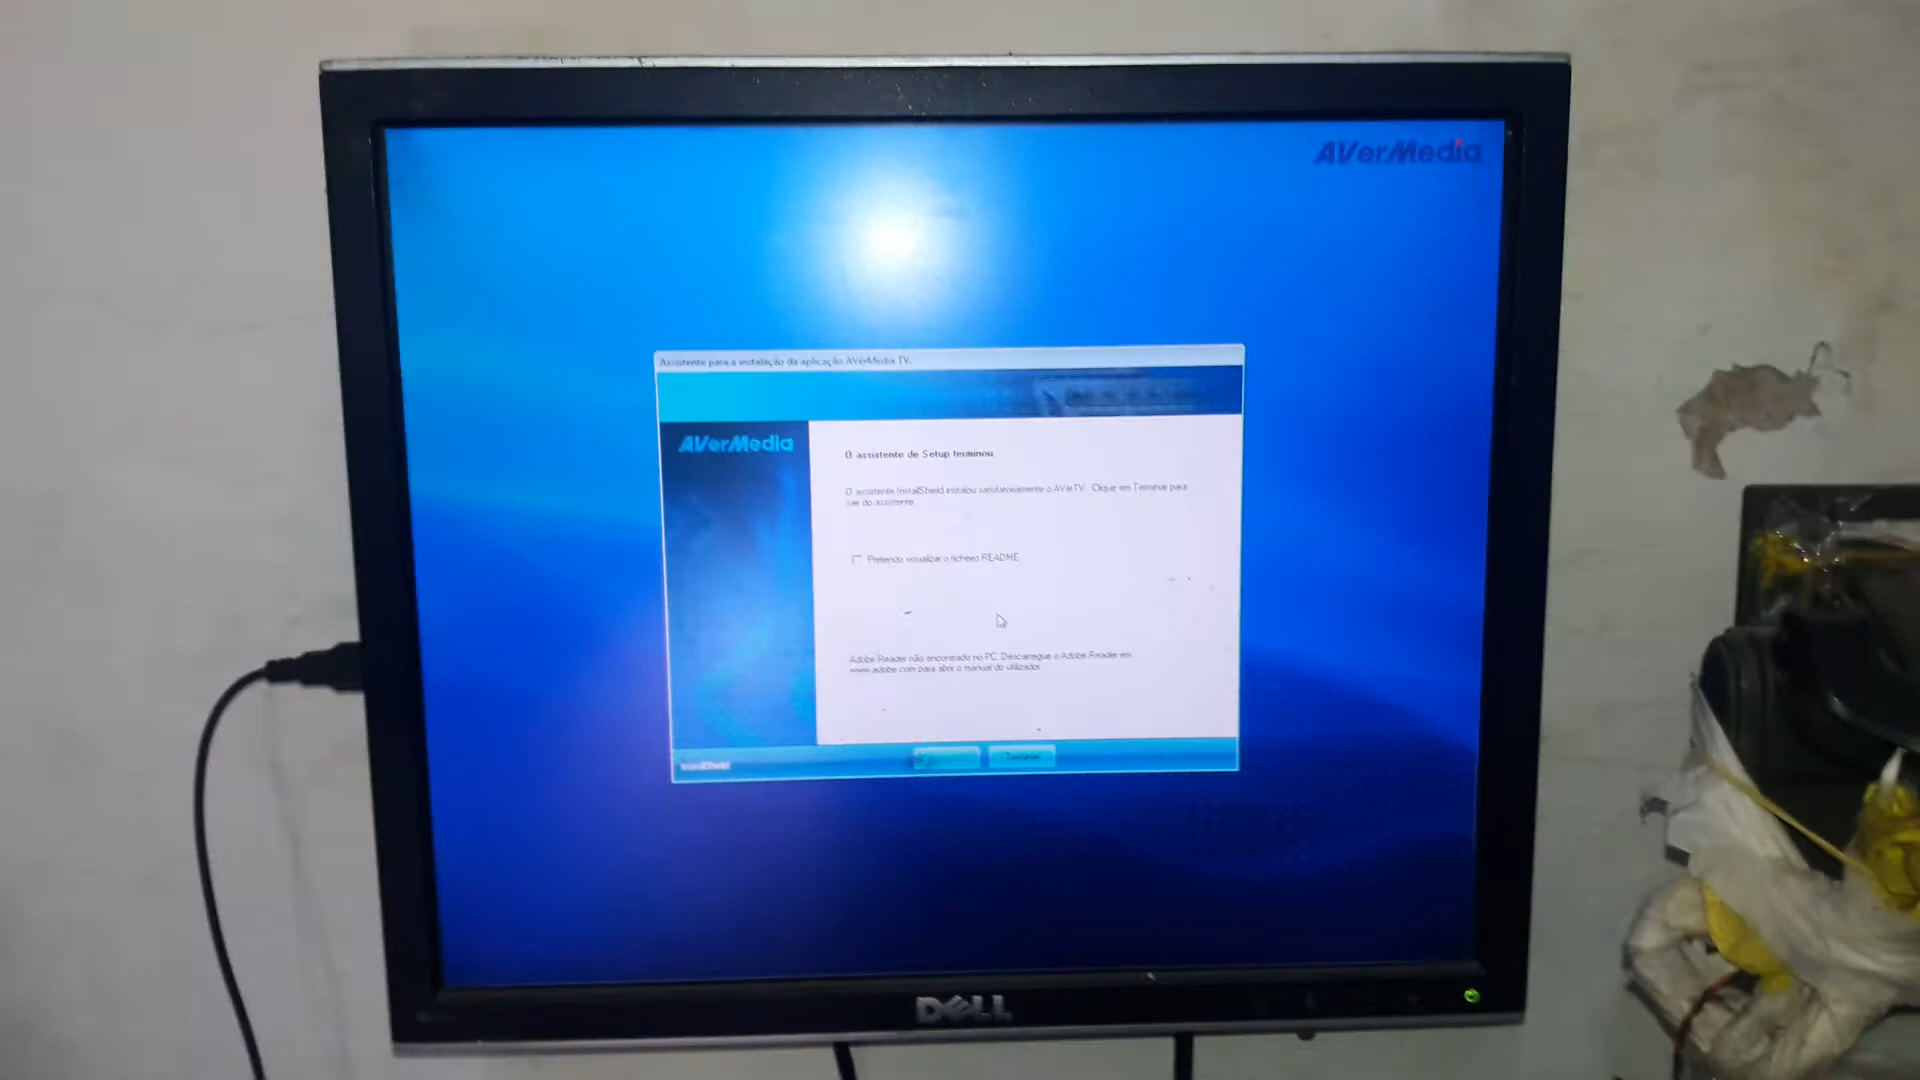 AVerMedia
Assistente para a instalação da aplicação AVerMedia TV.
AVerMedia
O assistente de Setup terminou
O assistente InstallShield instalou satisfatoriamente o AVerTV. Clique em Terminar para
sair do assistente
Pretendo visualizar o ficheiro README
Adobe Reader não encontrado no PC. Descarregue o Adobe Reader em
www.adobe.com para abrir o manual do utilizador.
InstallShield
Terminar
DELL